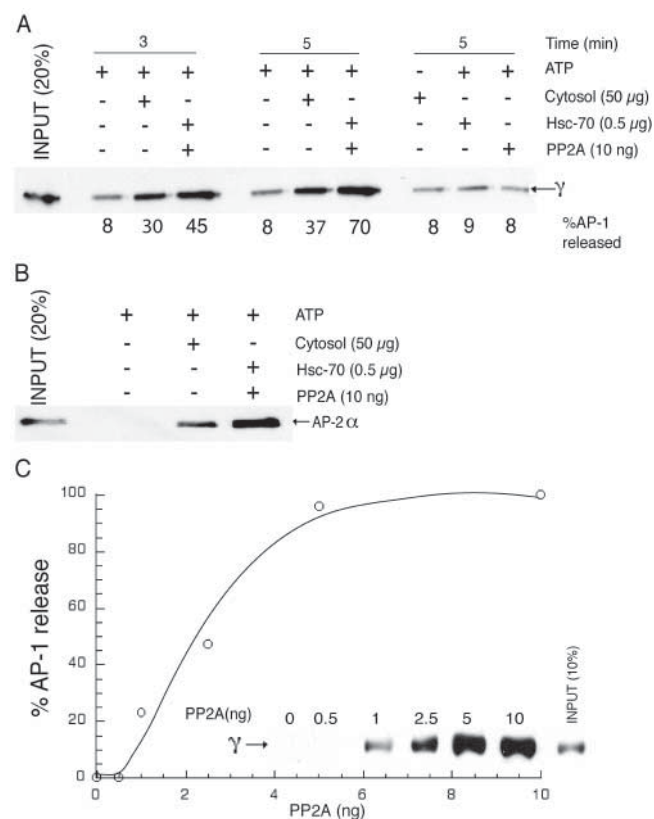 A
INPUT (20%)
3 5 5 Time (min)
+ + + + + + - + + ATP
- + - - + - + - - Cytosol (50 µg)
- - + - - + - + - Hsc-70 (0.5 µg)
- - + - - + - - + PP2A (10 ng)
←γ
8 30 45 8 37 70 8 9 8 %AP-1
released
B
INPUT (20%)
+ + + ATP
- + - Cytosol (50 µg)
- - + Hsc-70 (0.5 µg)
- - + PP2A (10 ng)
←AP-2 α
C
% AP-1 release
100
80
60
40
20
0
INPUT (10%)
PP2A(ng) 0 0.5 1 2.5 5 10
γ →
0 2 4 6 8 10
PP2A (ng)